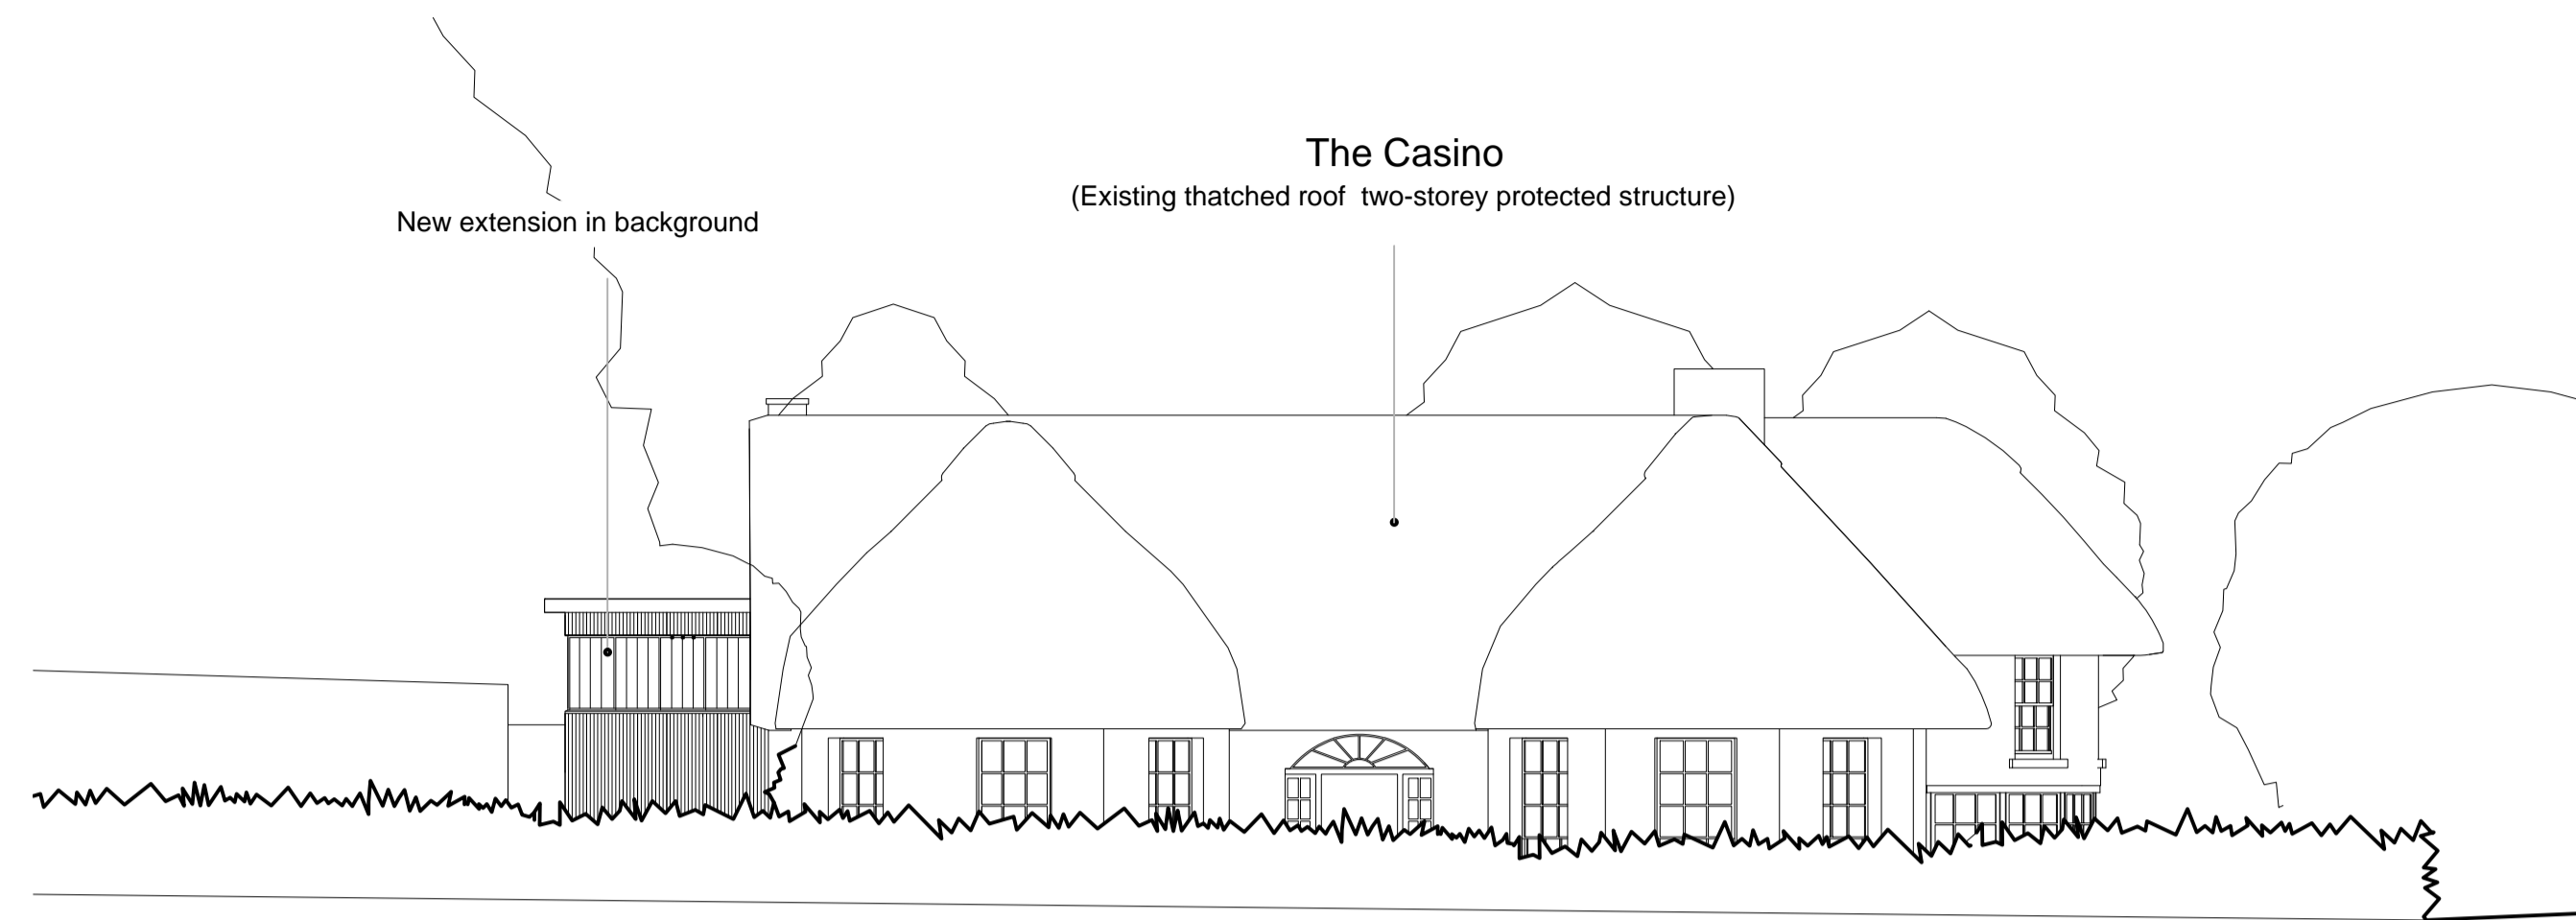 The Casino
(Existing thatched roof  two-storey protected structure)
New extension in background